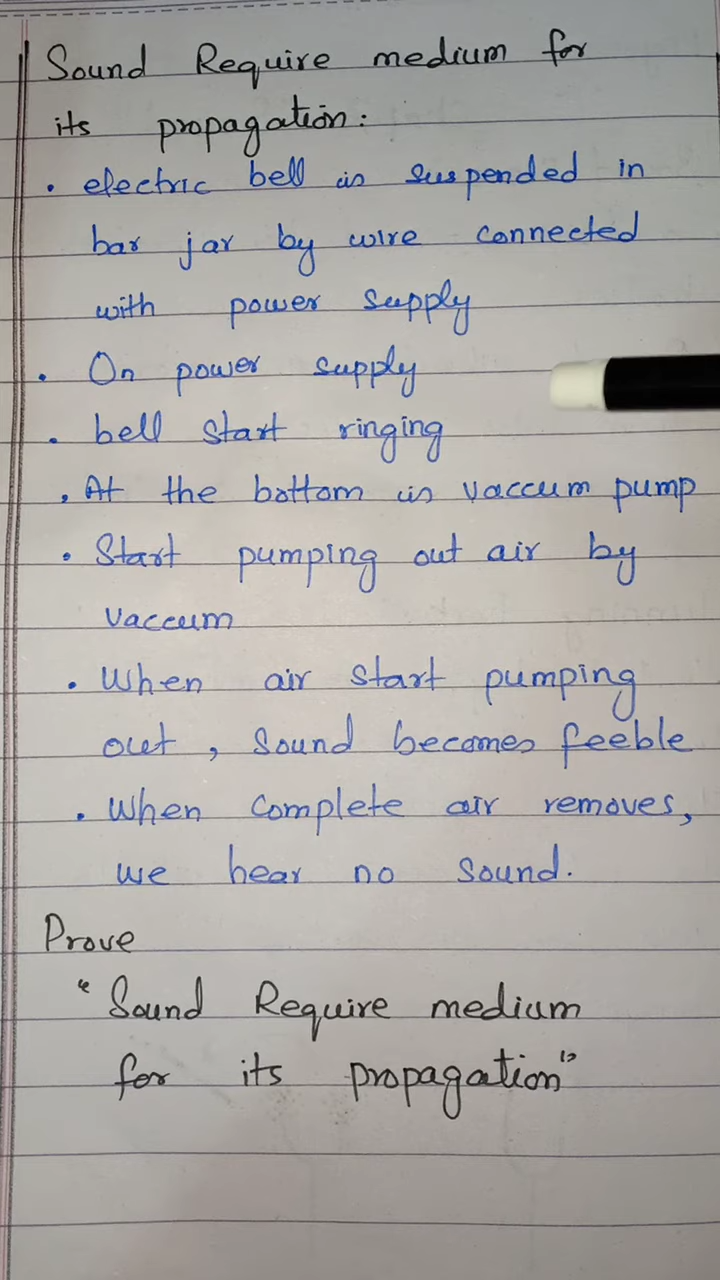 Sound Require medium for
its propagation:
• electric bell is suspended in
bar jar by wire connected
with power supply
• On power supply
• bell start ringing
• At the bottom is vaccum pump
• Start pumping out air by
vaccum
• When air start pumping
out, sound becomes feeble
• When complete air removes,
we hear no sound.
Prove
"Sound Require medium
for its propagation"